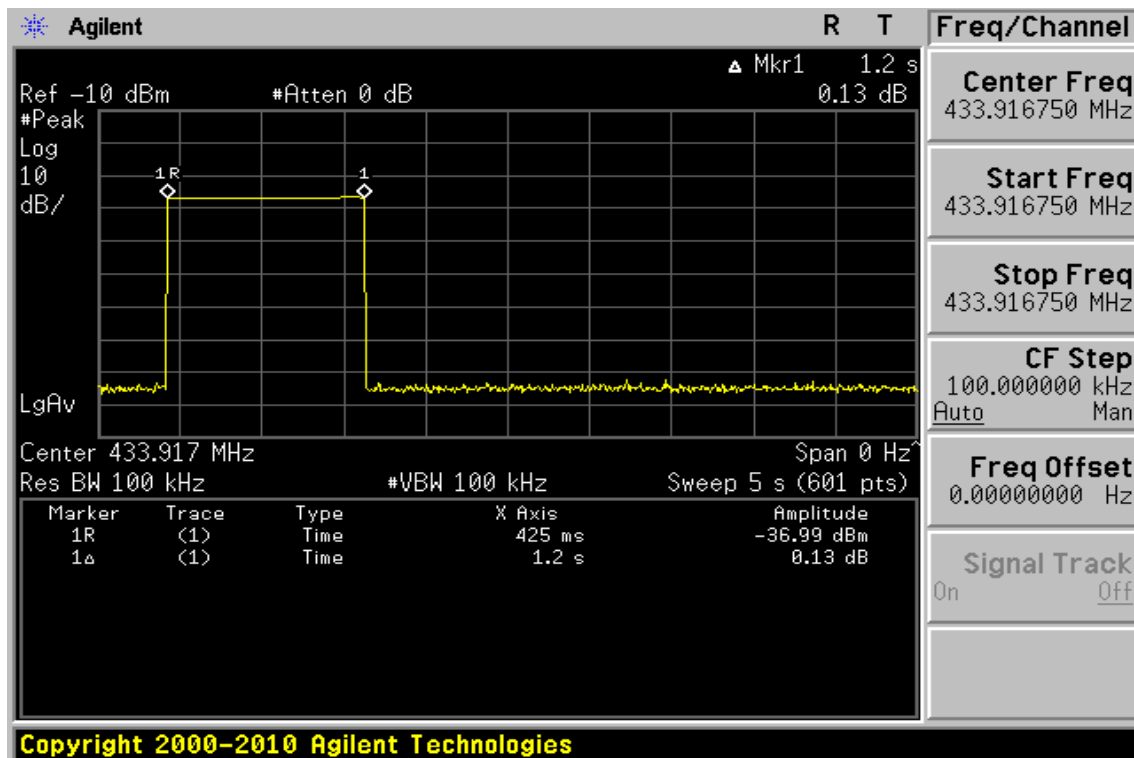 Agilent R T Freq/Channel
Δ Mkr1 1.2 s
Ref -10 dBm #Atten 0 dB 0.13 dB
#Peak
Log
10
dB/
1R 1
LgAv
Center 433.917 MHz Span 0 Hz^
Res BW 100 kHz #VBW 100 kHz Sweep 5 s (601 pts)
Marker Trace Type X Axis Amplitude
1R (1) Time 425 ms -36.99 dBm
1Δ (1) Time 1.2 s 0.13 dB
Center Freq
433.916750 MHz
Start Freq
433.916750 MHz
Stop Freq
433.916750 MHz
CF Step
100.000000 kHz
Auto Man
Freq Offset
0.00000000 Hz
Signal Track
On Off
Copyright 2000-2010 Agilent Technologies